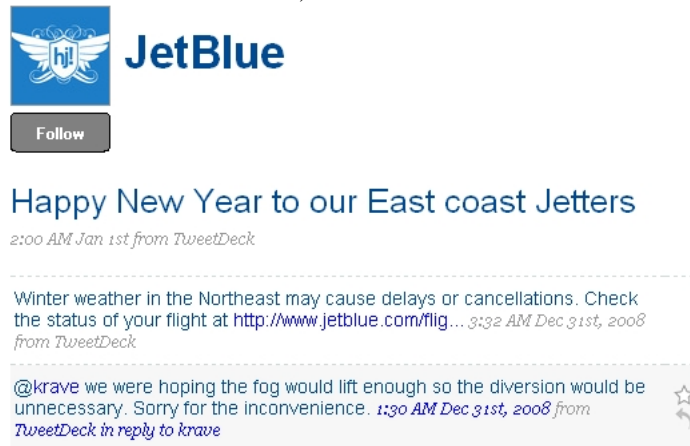 hj!
JetBlue
Follow
Happy New Year to our East coast Jetters
2:00 AM Jan 1st from TweetDeck
Winter weather in the Northeast may cause delays or cancellations. Check
the status of your flight at http://www.jetblue.com/flig... 3:32 AM Dec 31st, 2008
from TweetDeck
@krave we were hoping the fog would lift enough so the diversion would be
unnecessary. Sorry for the inconvenience. 1:30 AM Dec 31st, 2008 from
TweetDeck in reply to krave